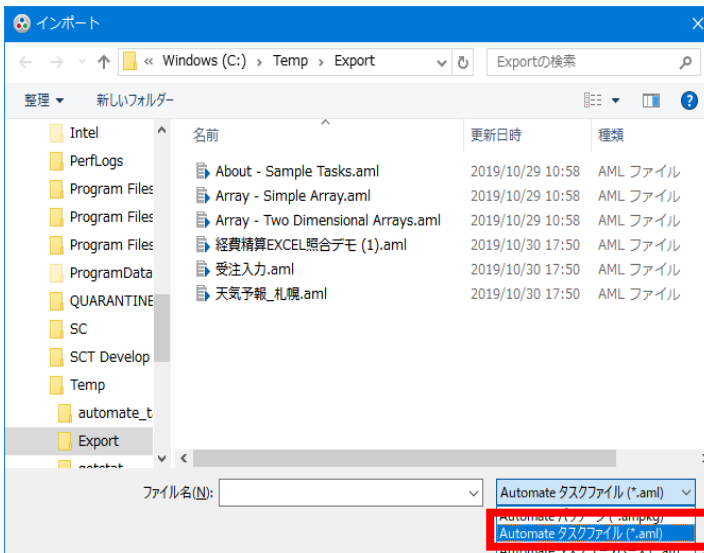 インポート
« Windows (C:) › Temp › Export
Exportの検索
整理 ▼ 新しいフォルダー
Intel
PerfLogs
Program Files
Program Files
Program Files
ProgramData
QUARANTINE
SC
SCT Develop
Temp
automate_t
Export
名前 更新日時 種類
About - Sample Tasks.aml 2019/10/29 10:58 AML ファイル
Array - Simple Array.aml 2019/10/29 10:58 AML ファイル
Array - Two Dimensional Arrays.aml 2019/10/29 10:58 AML ファイル
経費精算EXCEL照合デモ (1).aml 2019/10/30 17:50 AML ファイル
受注入力.aml 2019/10/30 17:50 AML ファイル
天気予報_札幌.aml 2019/10/30 17:50 AML ファイル
ファイル名(N):
Automate タスクファイル (*.aml)
Automate パッケージ (*.ampkg)
Automate タスクファイル (*.aml)